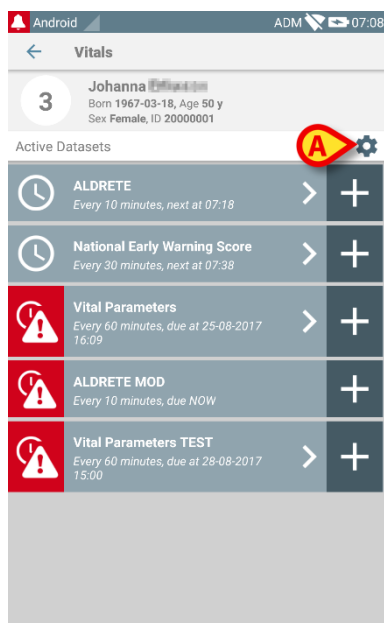 Android ADM 07:08
Vitals
3
Johanna
Born 1967-03-18, Age 50 y
Sex Female, ID 20000001
Active Datasets
A
ALDRETE
Every 10 minutes, next at 07:18
National Early Warning Score
Every 30 minutes, next at 07:38
Vital Parameters
Every 60 minutes, due at 25-08-2017
16:09
ALDRETE MOD
Every 10 minutes, due NOW
Vital Parameters TEST
Every 60 minutes, due at 28-08-2017
15:00